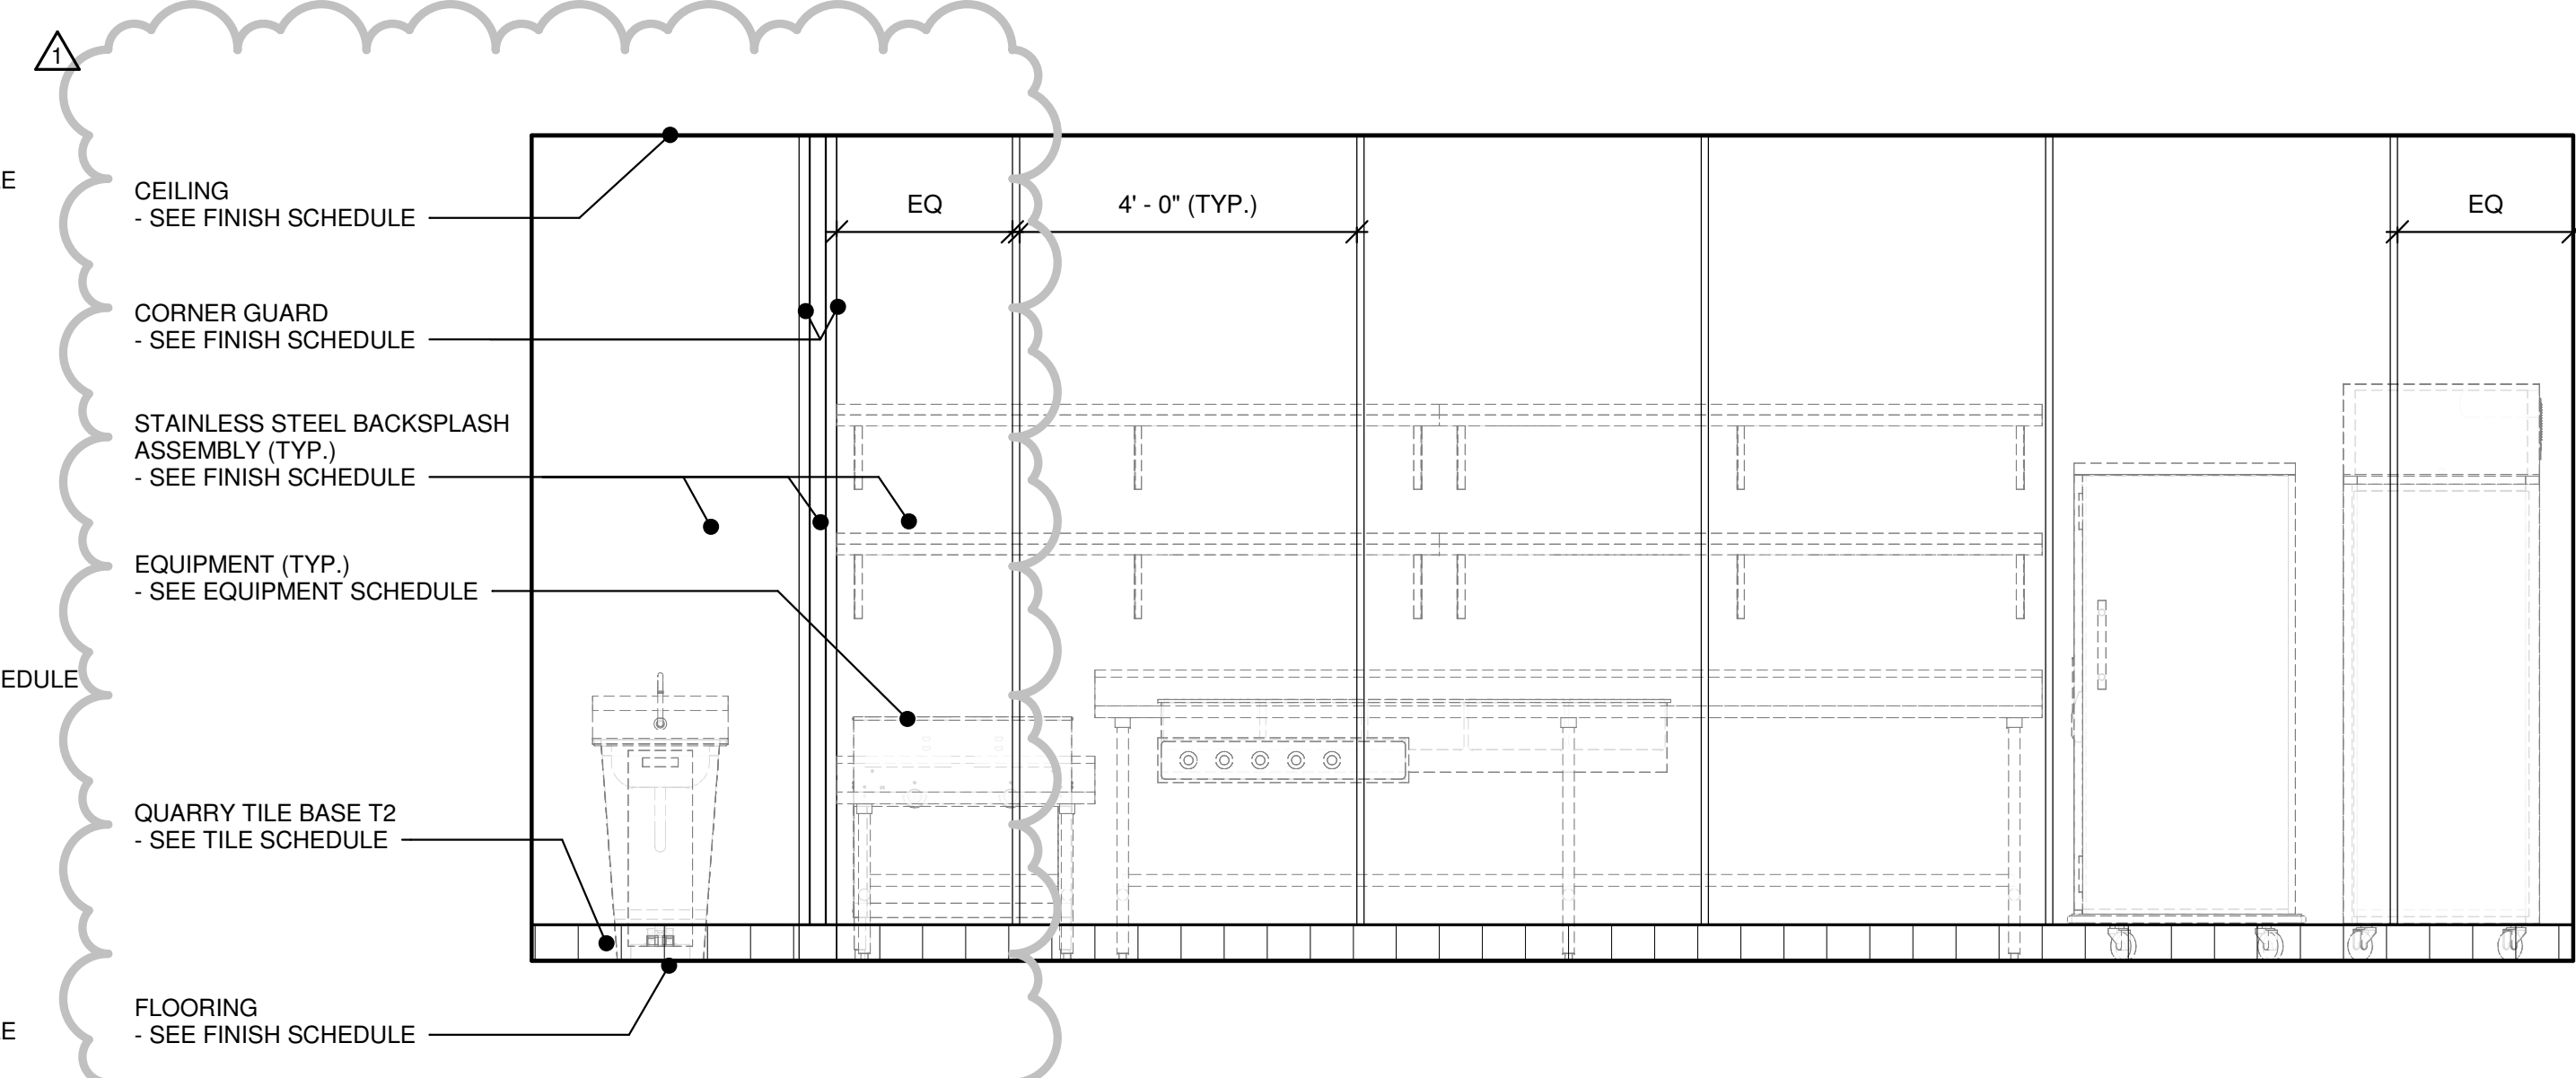 1
E
CEILING
- SEE FINISH SCHEDULE
EQ
4' - 0" (TYP.)
EQ
CORNER GUARD
- SEE FINISH SCHEDULE
STAINLESS STEEL BACKSPLASH
ASSEMBLY (TYP.)
- SEE FINISH SCHEDULE
EQUIPMENT (TYP.)
- SEE EQUIPMENT SCHEDULE
EDULE
QUARRY TILE BASE T2
- SEE TILE SCHEDULE
FLOORING
- SEE FINISH SCHEDULE
E